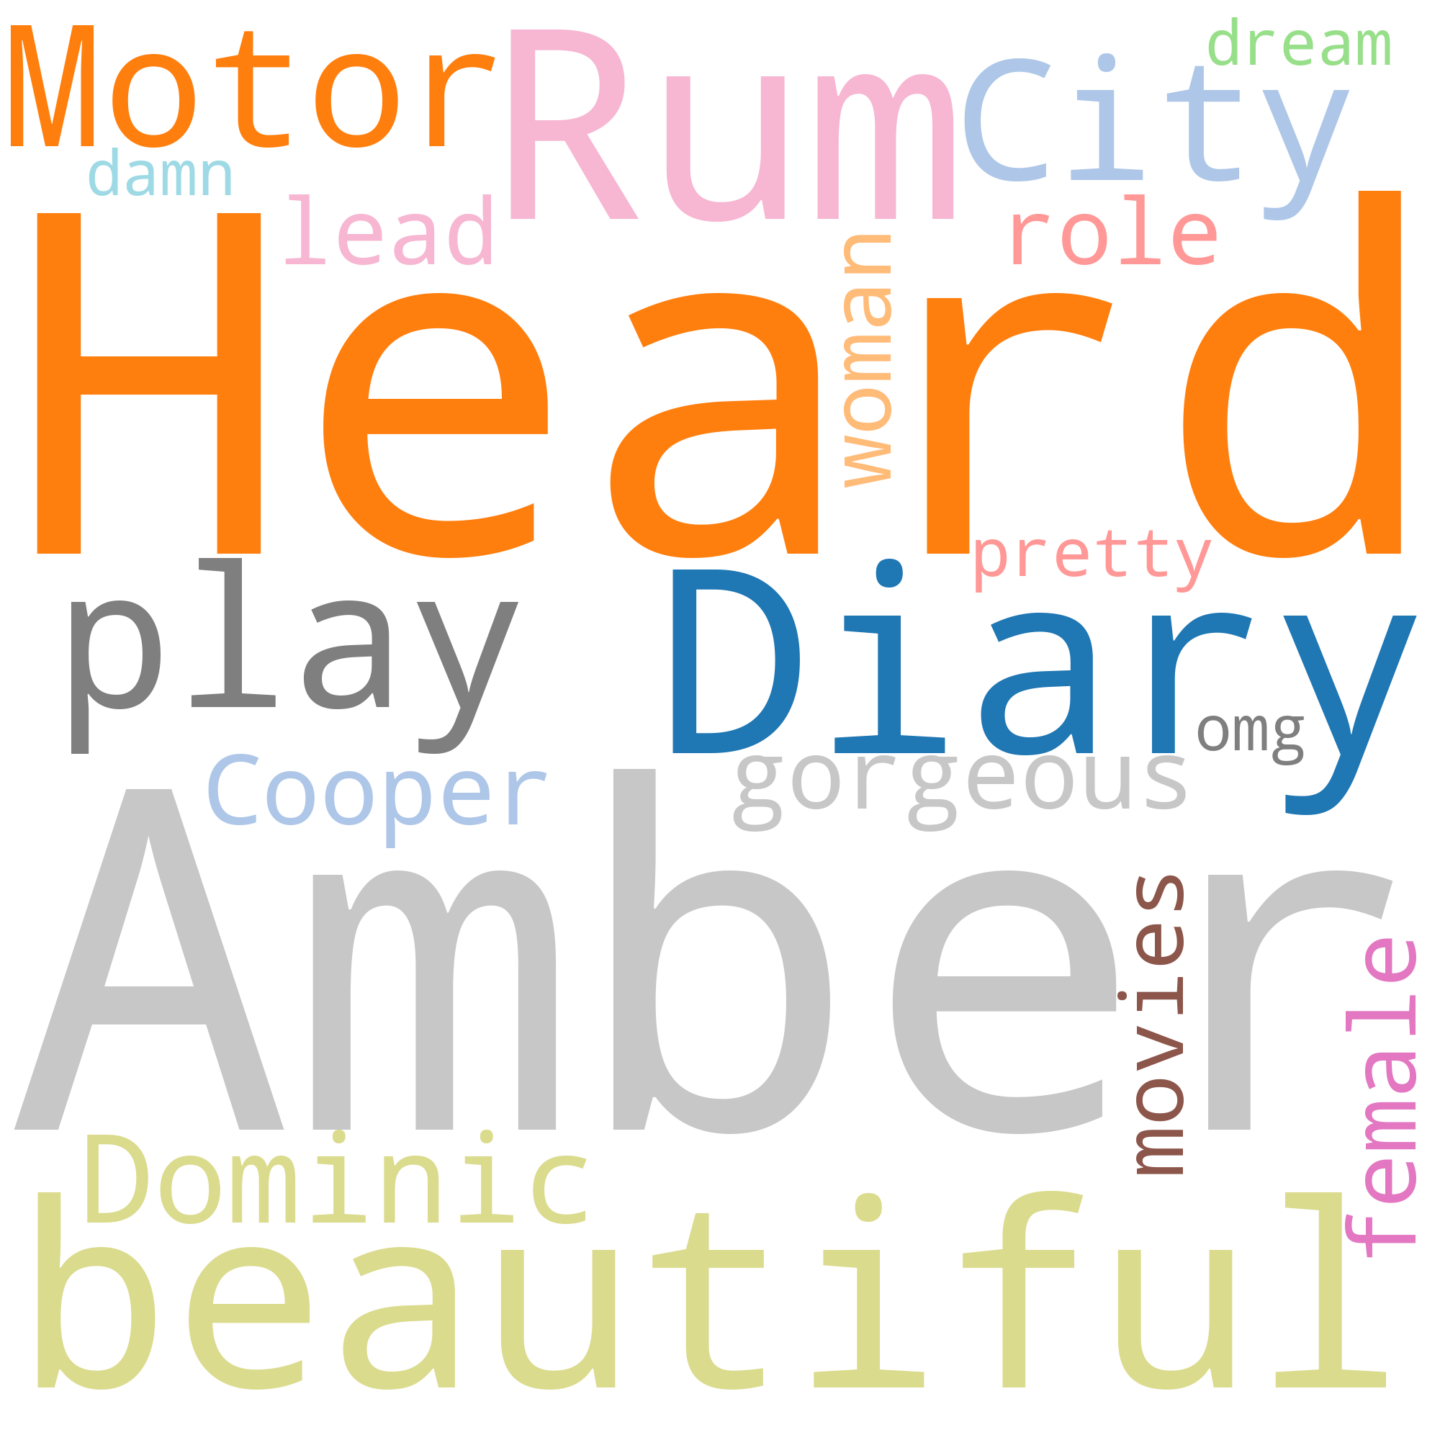 Motor Rum City dream
damn lead role
Heard
woman
pretty
play Diary
omg
Cooper gorgeous
Amber
movies
female
Dominic
beautiful